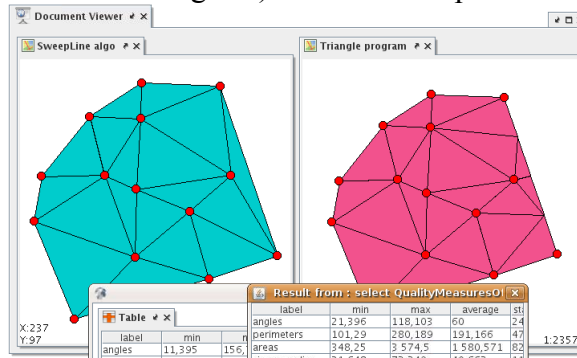 Document Viewer
SweepLine algo
Triangle program
X:237
Y:97
1:2357
Table
label min
angles 11,395 156,
Result from : select QualityMeasuresO
label min max average
angles 21,396 118,103 60 24
perimeters 101,29 280,189 191,166 47
areas 348,25 3 574,5 1 580,571 82